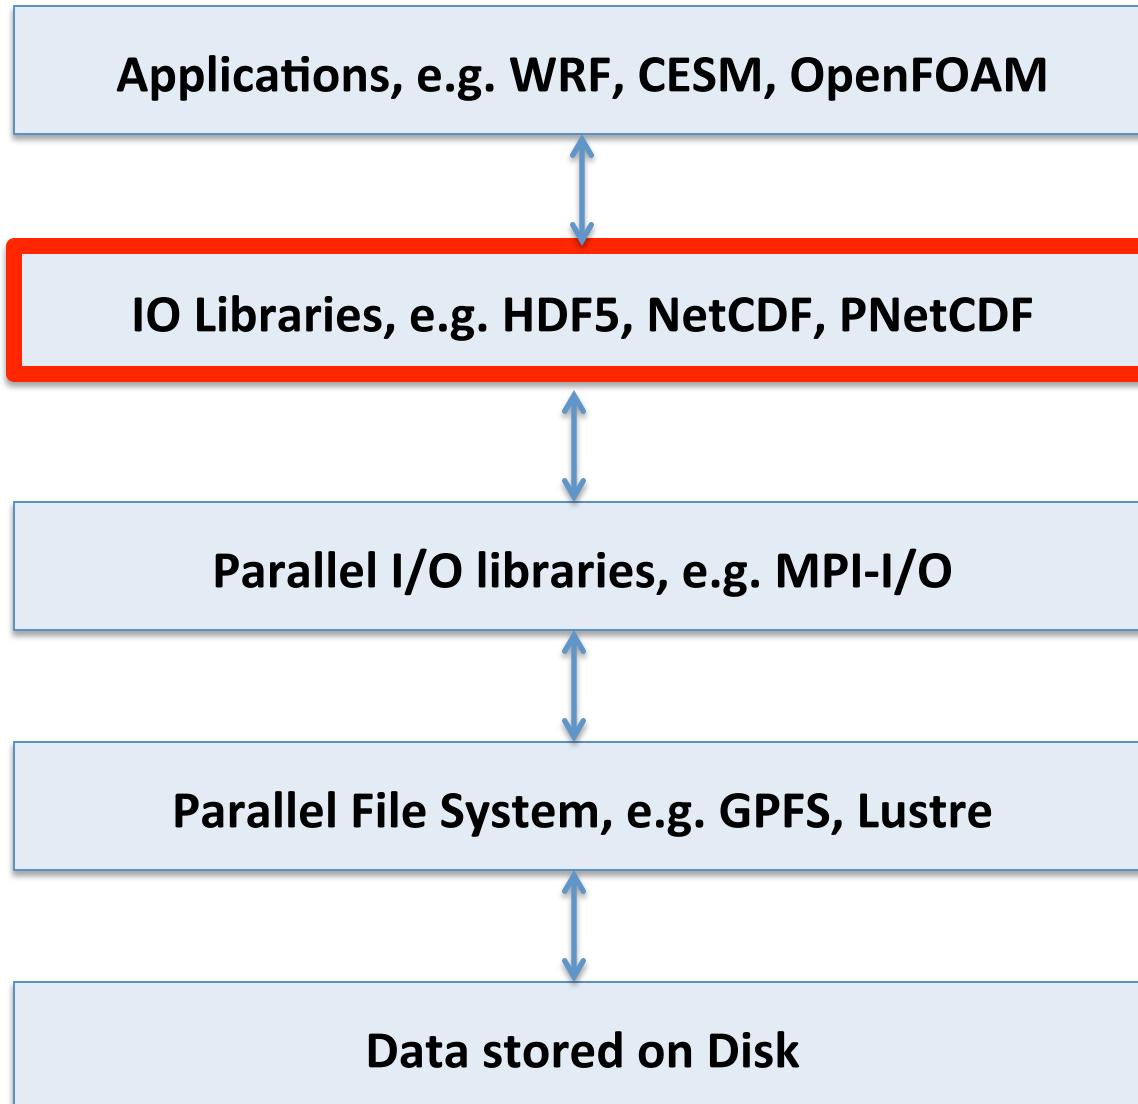 Applications, e.g. WRF, CESM, OpenFOAM
IO Libraries, e.g. HDF5, NetCDF, PNetCDF
Parallel I/O libraries, e.g. MPI-I/O
Parallel File System, e.g. GPFS, Lustre
Data stored on Disk